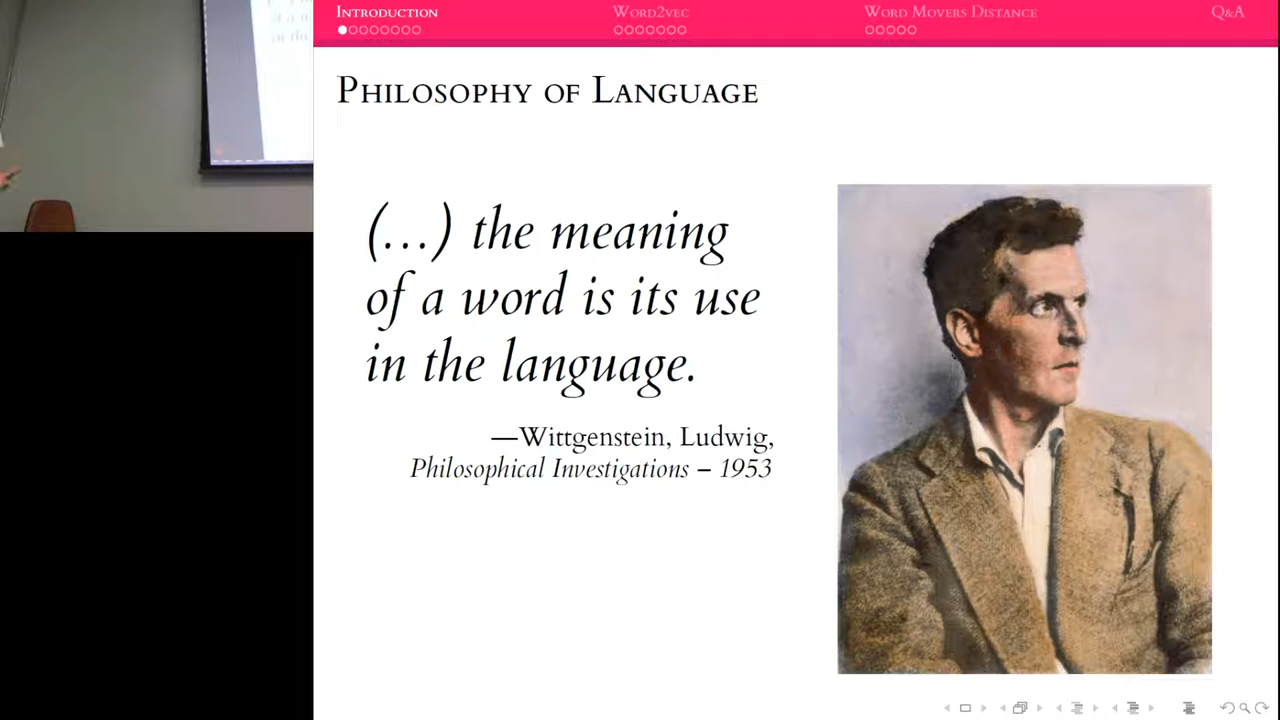 INTRODUCTION
WORD2VEC
WORD MOVERS DISTANCE
Q&A
PHILOSOPHY OF LANGUAGE
(...) the meaning
of a word is its use
in the language.
—Wittgenstein, Ludwig,
Philosophical Investigations – 1953